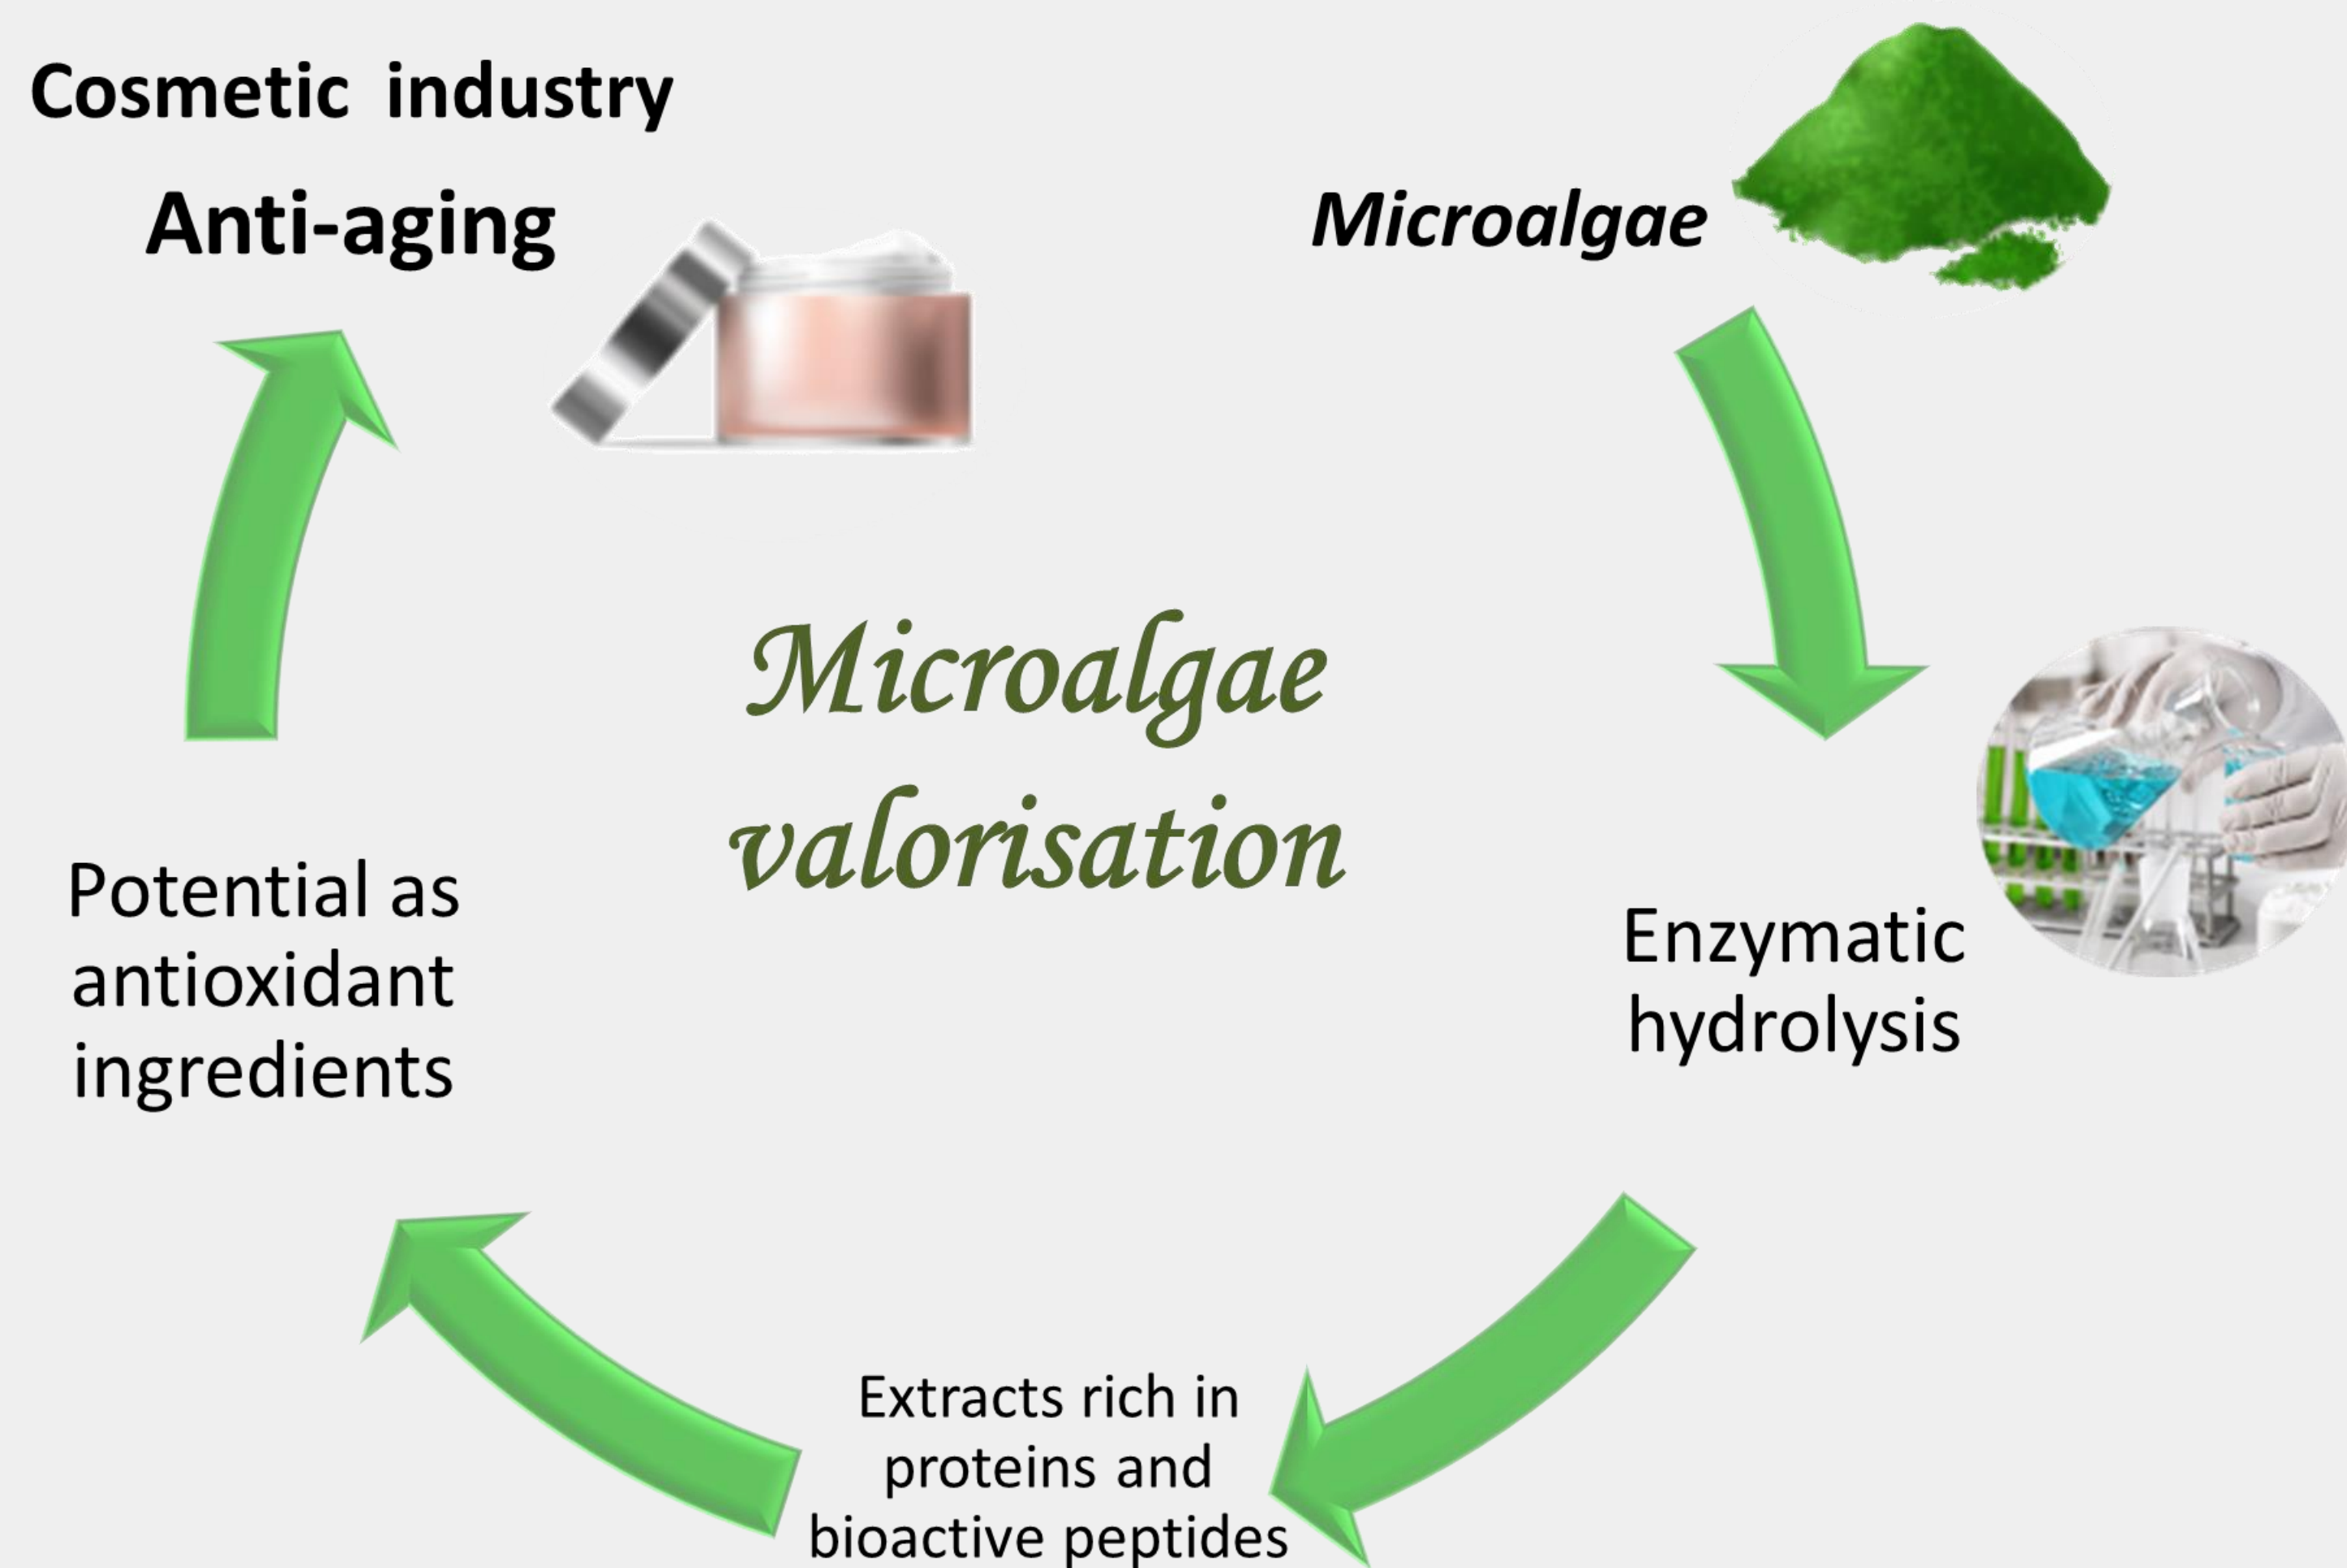 Cosmetic industry
Anti-aging
Microalgae
Microalgae
valorisation
Potential as
antioxidant
ingredients
Enzymatic
hydrolysis
Extracts rich in
proteins and
bioactive peptides